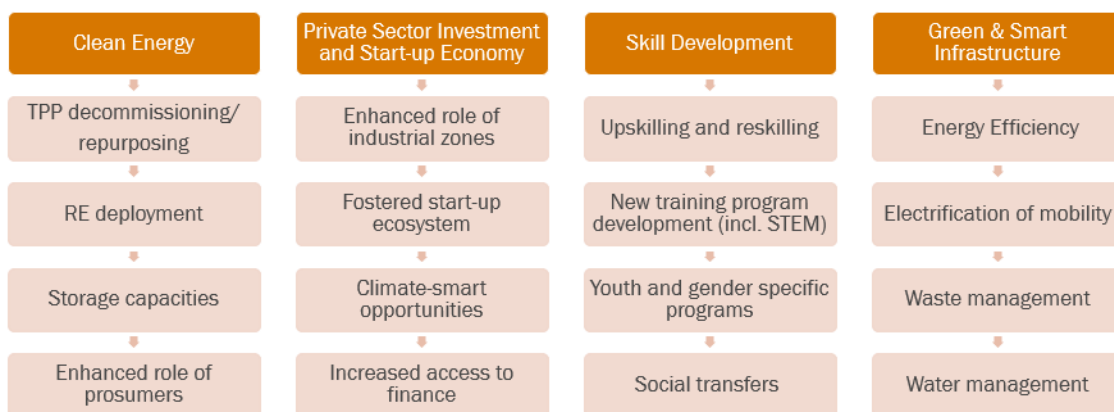 Clean Energy
TPP decommissioning/
repurposing
RE deployment
Storage capacities
Enhanced role of
prosumers
Private Sector Investment
and Start-up Economy
Enhanced role of
industrial zones
Fostered start-up
ecosystem
Climate-smart
opportunities
Increased access to
finance
Skill Development
Upskilling and reskilling
New training program
development (incl. STEM)
Youth and gender specific
programs
Social transfers
Green & Smart
Infrastructure
Energy Efficiency
Electrification of mobility
Waste management
Water management